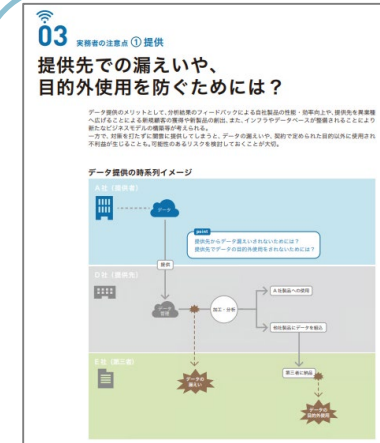 03 実務者の注意点 ① 提供
提供先での漏えいや、
目的外使用を防ぐためには？
データ提供のメリットとして、分析結果のフィードバックによる自社製品の性能・効率向上や、提供先を異業種
へ広げることによる新規顧客の獲得や新製品の創出、また、インフラやデータベースが整備されることにより
新たなビジネスモデルの構築等が考えられる。
一方で、対策を打たずに闇雲に提供してしまうと、データの漏えいや、契約で定められた目的以外に使用され
不利益が生じることも。可能性のあるリスクを検討しておくことが大切。
データ提供の時系列イメージ
A社（提供者）
データ
point
提供先からデータ漏えいされないためには？
提供先でデータの目的外使用をされないためには？
提供
D社（提供先）
データ
管理
加工・分析
A社製品への使用
他社製品にデータを組込
E社（第三者）
第三者に納品
データの
漏えい
データの
目的外使用